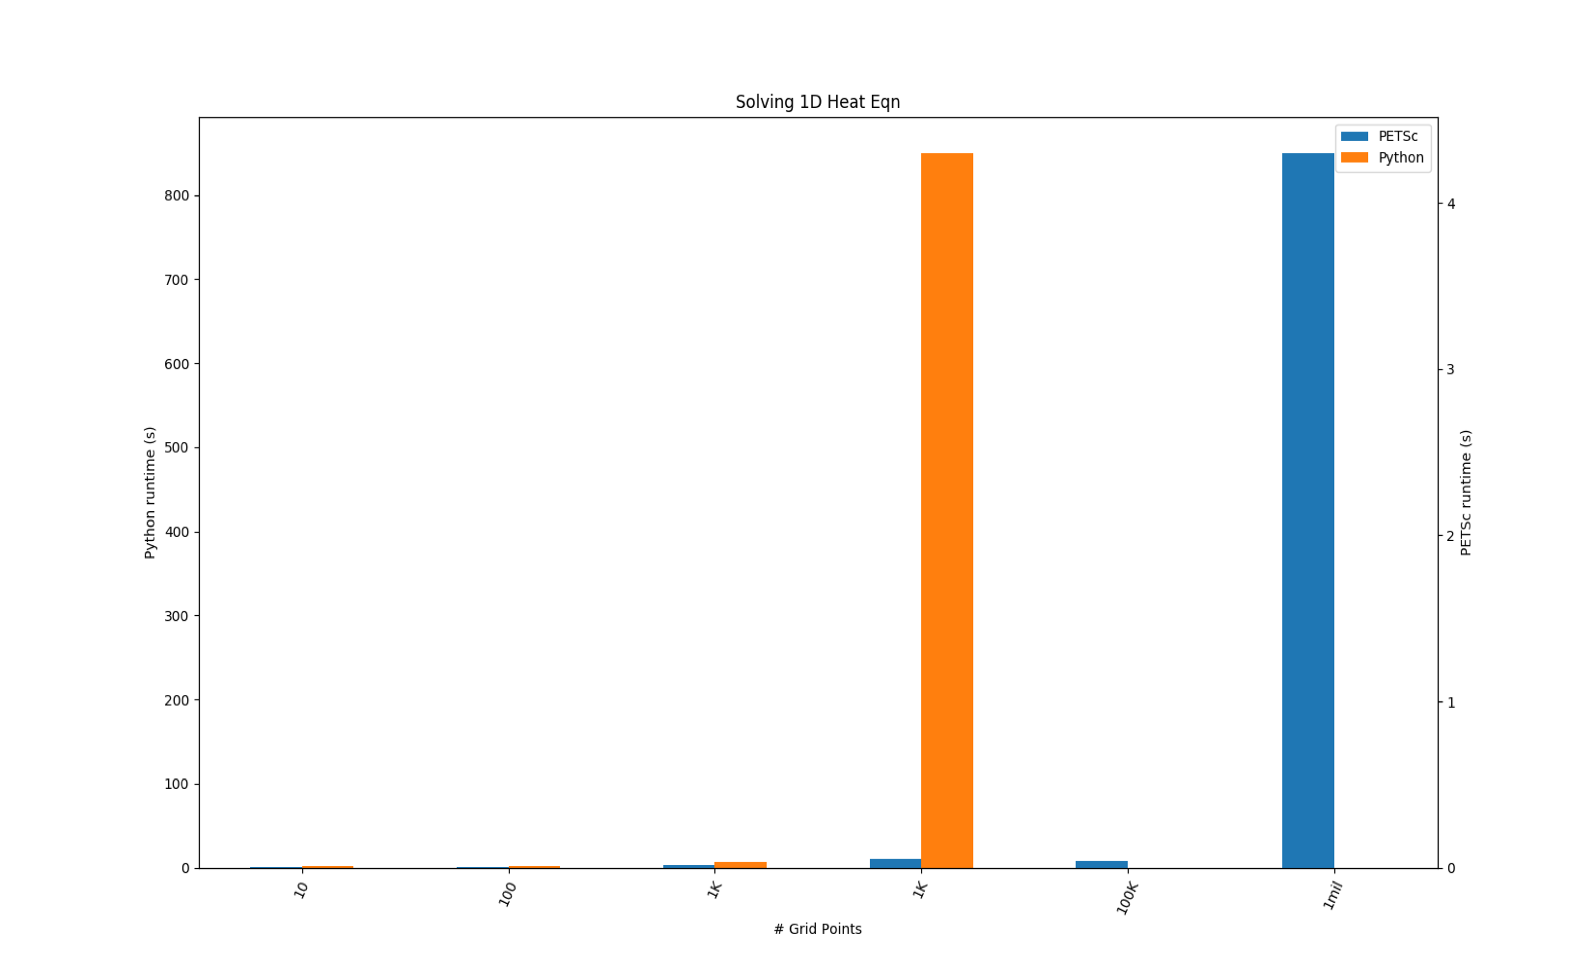 Solving 1D Heat Eqn
PETSc
Python
800
700
600
500
400
300
200
100
0
Python runtime (s)
4
3
2
1
0
PETSc runtime (s)
10
100
1K
1K
100K
1mil
# Grid Points